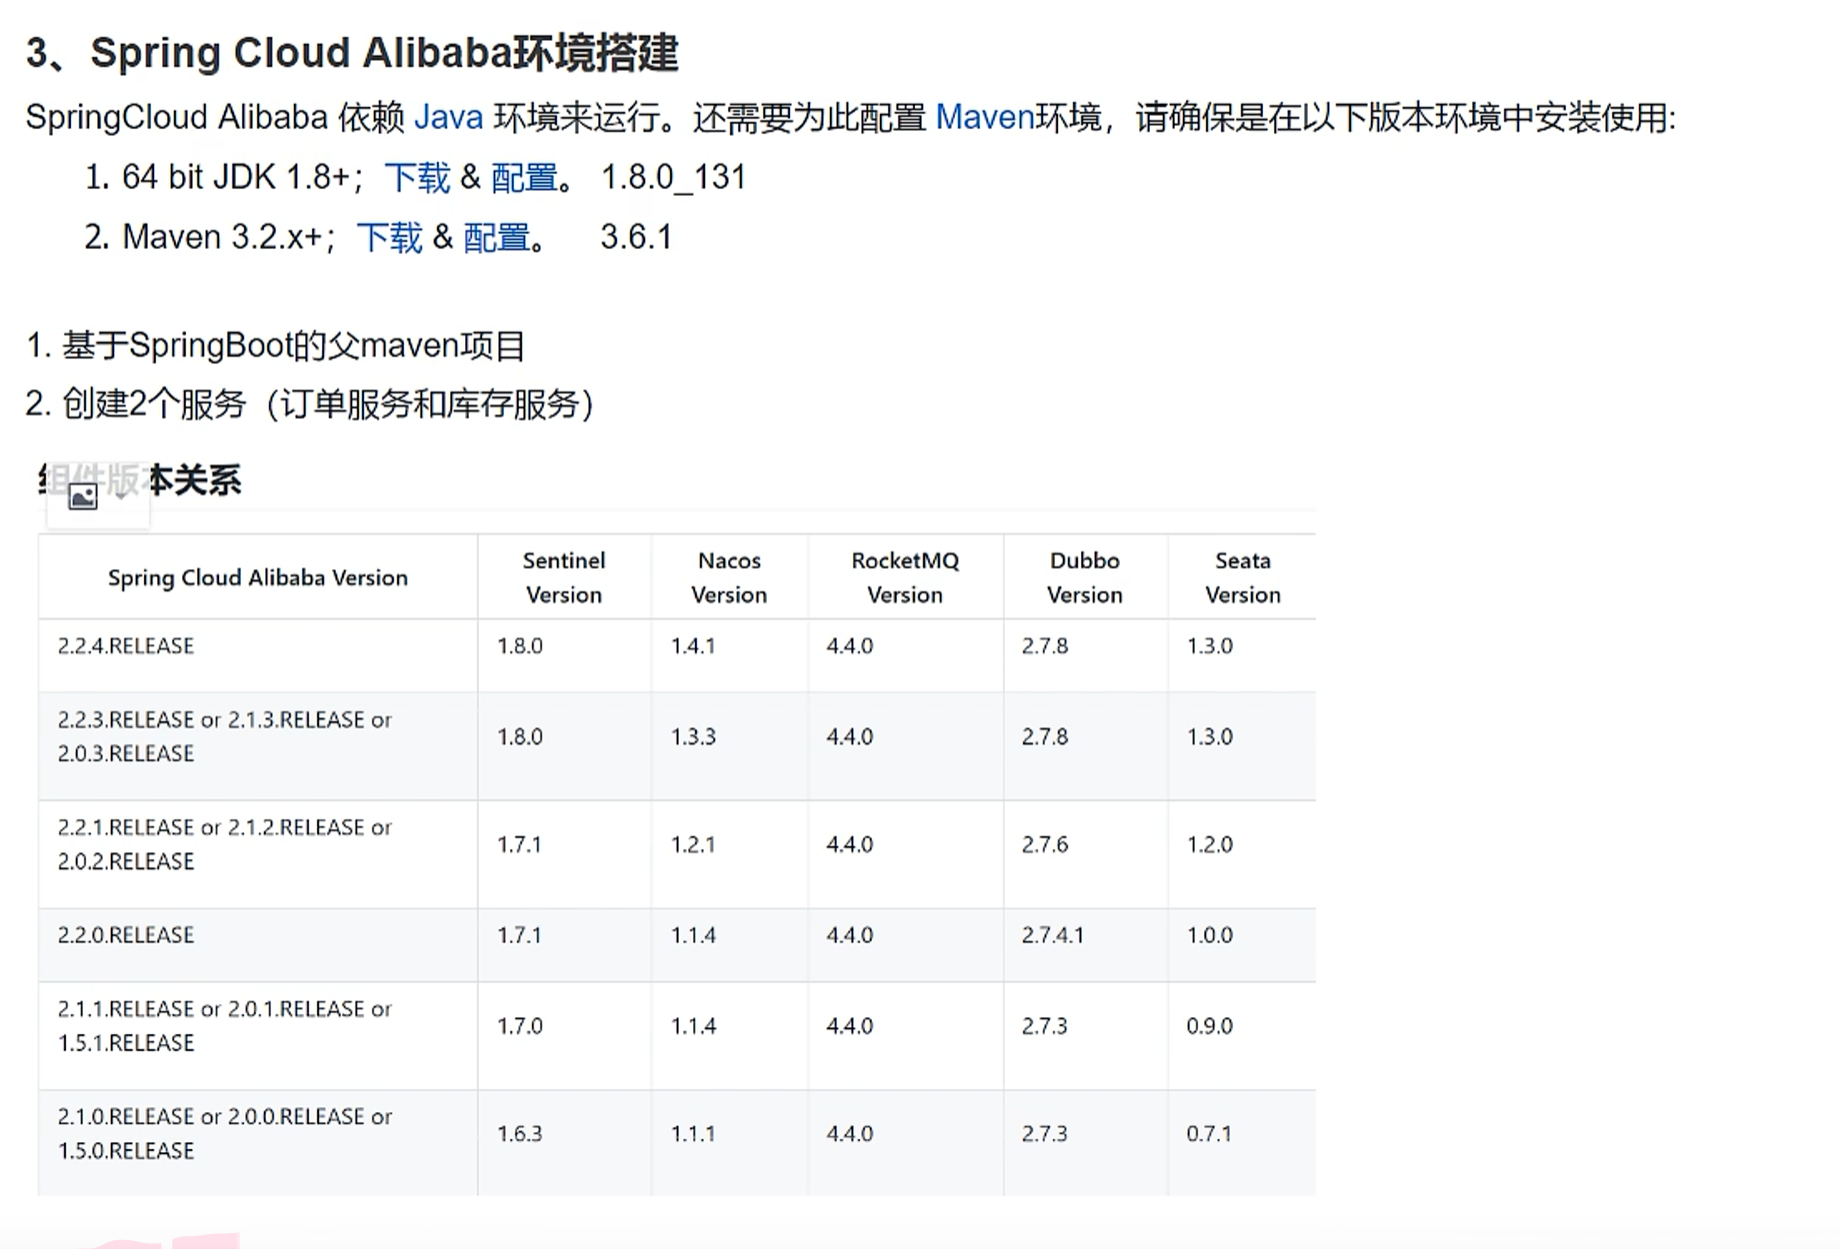 3、Spring Cloud Alibaba环境搭建
SpringCloud Alibaba 依赖 Java 环境来运行。还需要为此配置 Maven环境，请确保是在以下版本环境中安装使用:
1. 64 bit JDK 1.8+；下载 & 配置。 1.8.0_131
2. Maven 3.2.x+；下载 & 配置。 3.6.1
1. 基于SpringBoot的父maven项目
2. 创建2个服务（订单服务和库存服务）
组件版本关系
Spring Cloud Alibaba Version Sentinel Version Nacos Version RocketMQ Version Dubbo Version Seata Version
2.2.4.RELEASE 1.8.0 1.4.1 4.4.0 2.7.8 1.3.0
2.2.3.RELEASE or 2.1.3.RELEASE or
2.0.3.RELEASE 1.8.0 1.3.3 4.4.0 2.7.8 1.3.0
2.2.1.RELEASE or 2.1.2.RELEASE or
2.0.2.RELEASE 1.7.1 1.2.1 4.4.0 2.7.6 1.2.0
2.2.0.RELEASE 1.7.1 1.1.4 4.4.0 2.7.4.1 1.0.0
2.1.1.RELEASE or 2.0.1.RELEASE or
1.5.1.RELEASE 1.7.0 1.1.4 4.4.0 2.7.3 0.9.0
2.1.0.RELEASE or 2.0.0.RELEASE or
1.5.0.RELEASE 1.6.3 1.1.1 4.4.0 2.7.3 0.7.1